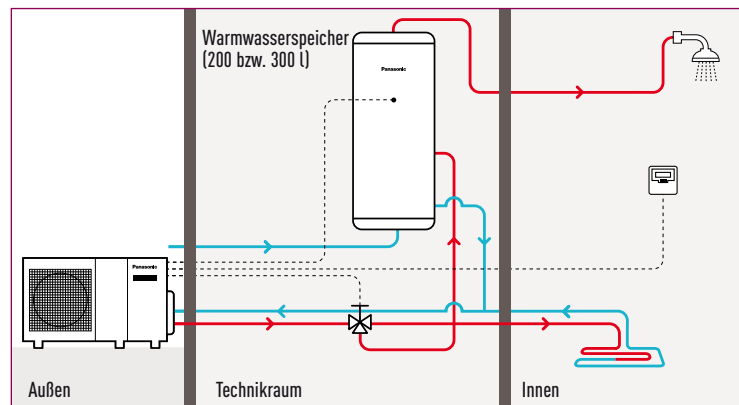 Warmwasserspeicher
(200 bzw. 300 l)
Panasonic
Panasonic
Außen
Technikraum
Innen